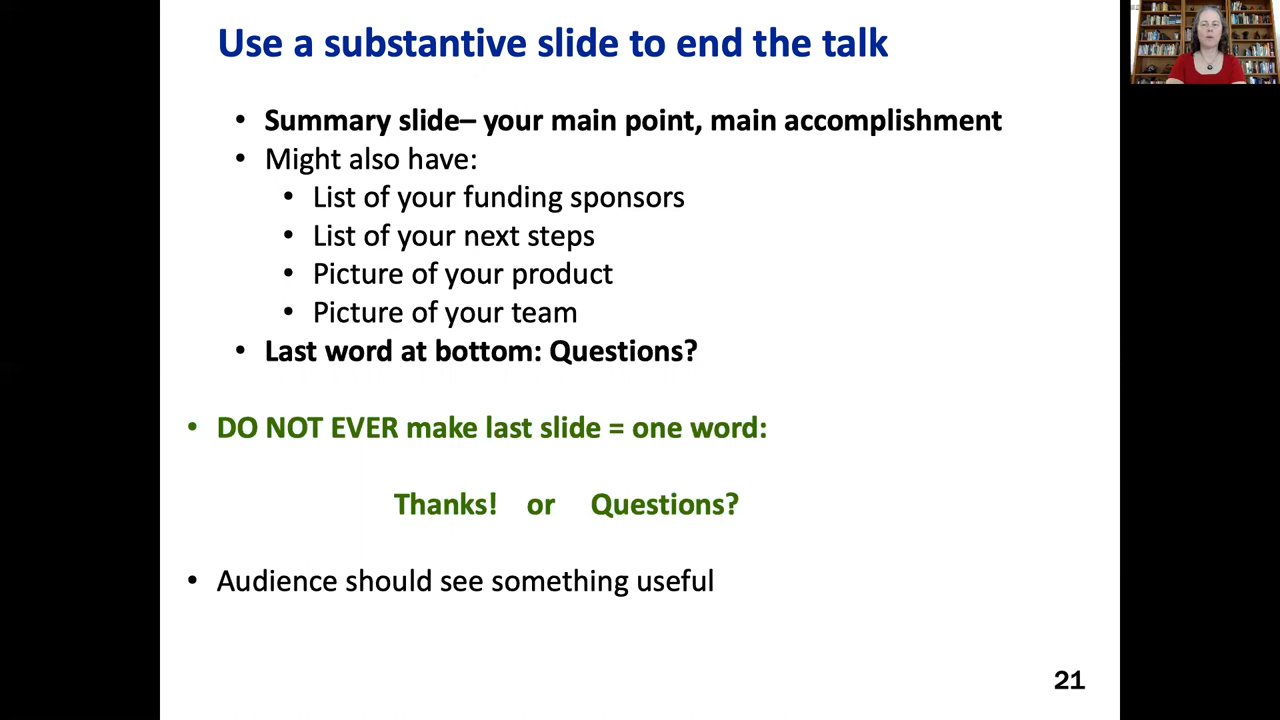 Use a substantive slide to end the talk
• Summary slide– your main point, main accomplishment
• Might also have:
• List of your funding sponsors
• List of your next steps
• Picture of your product
• Picture of your team
• Last word at bottom: Questions?
• DO NOT EVER make last slide = one word:
Thanks! or Questions?
• Audience should see something useful
21